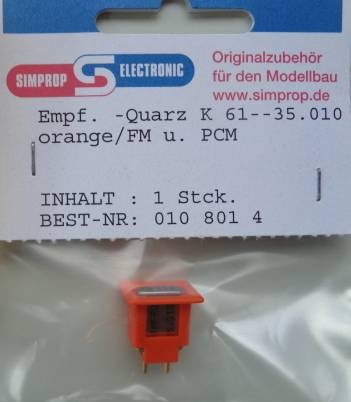 SIMPROP ELECTRONIC
Originalzubehör
für den Modellbau
www.simprop.de
Empf. -Quarz K 61--35.010
orange/FM u. PCM
INHALT : 1 Stck.
BEST-NR: 010 801 4